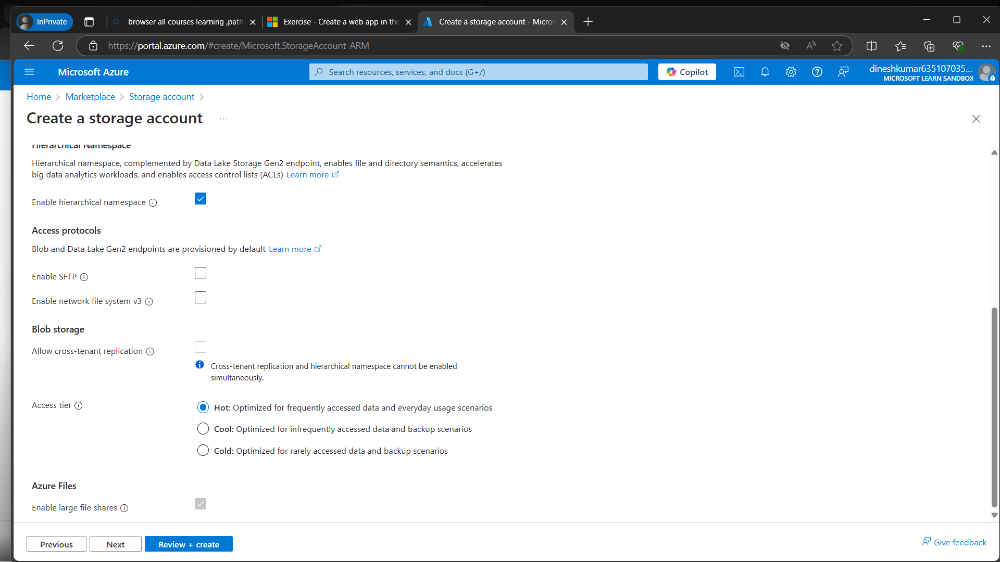 InPrivate
browser all courses learning ,path
Exercise - Create a web app in the
Create a storage account - Micros
https://portal.azure.com/#create/Microsoft.StorageAccount-ARM
Microsoft Azure
Search resources, services, and docs (G+/)
Copilot
dineshkumar635107035...
MICROSOFT LEARN SANDBOX
Home > Marketplace > Storage account >
Create a storage account ...
Hierarchical Namespace
Hierarchical namespace, complemented by Data Lake Storage Gen2 endpoint, enables file and directory semantics, accelerates
big data analytics workloads, and enables access control lists (ACLs) Learn more
Enable hierarchical namespace
Access protocols
Blob and Data Lake Gen2 endpoints are provisioned by default Learn more
Enable SFTP
Enable network file system v3
Blob storage
Allow cross-tenant replication
Cross-tenant replication and hierarchical namespace cannot be enabled
simultaneously.
Access tier
Hot: Optimized for frequently accessed data and everyday usage scenarios
Cool: Optimized for infrequently accessed data and backup scenarios
Cold: Optimized for rarely accessed data and backup scenarios
Azure Files
Enable large file shares
Previous
Next
Review + create
Give feedback